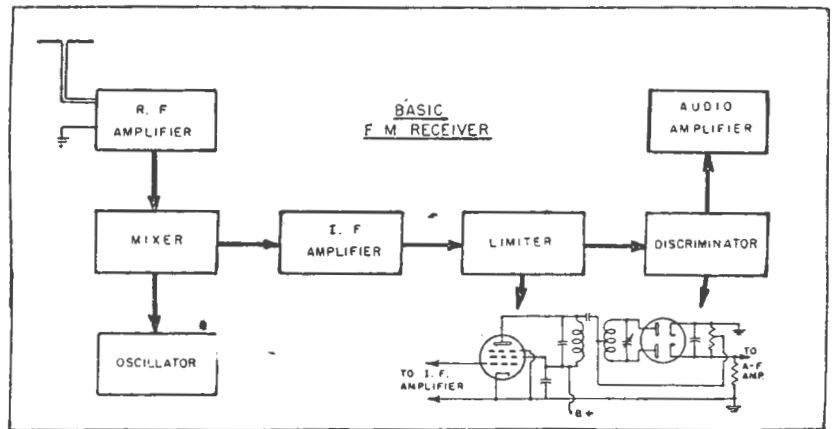 R. F
AMPLIFIER
BASIC
F M RECEIVER
AUDIO
AMPLIFIER
MIXER
I. F
AMPLIFIER
LIMITER
DISCRIMINATOR
OSCILLATOR
TO I. F.
AMPLIFIER
B+
TO
A-F
AMP.